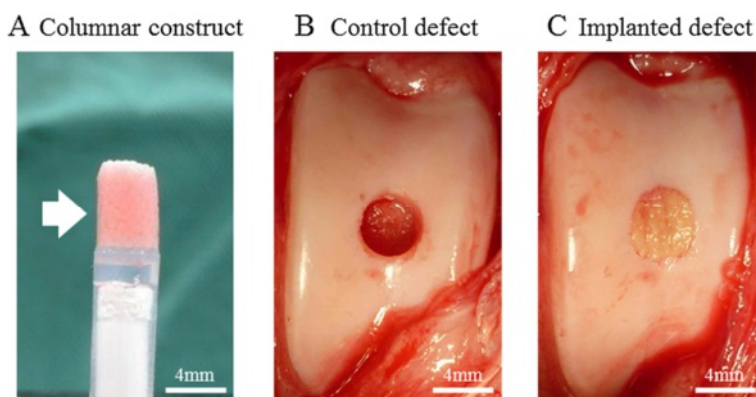 A Columnar construct
B Control defect
C Implanted defect
4mm
4mm
4mm